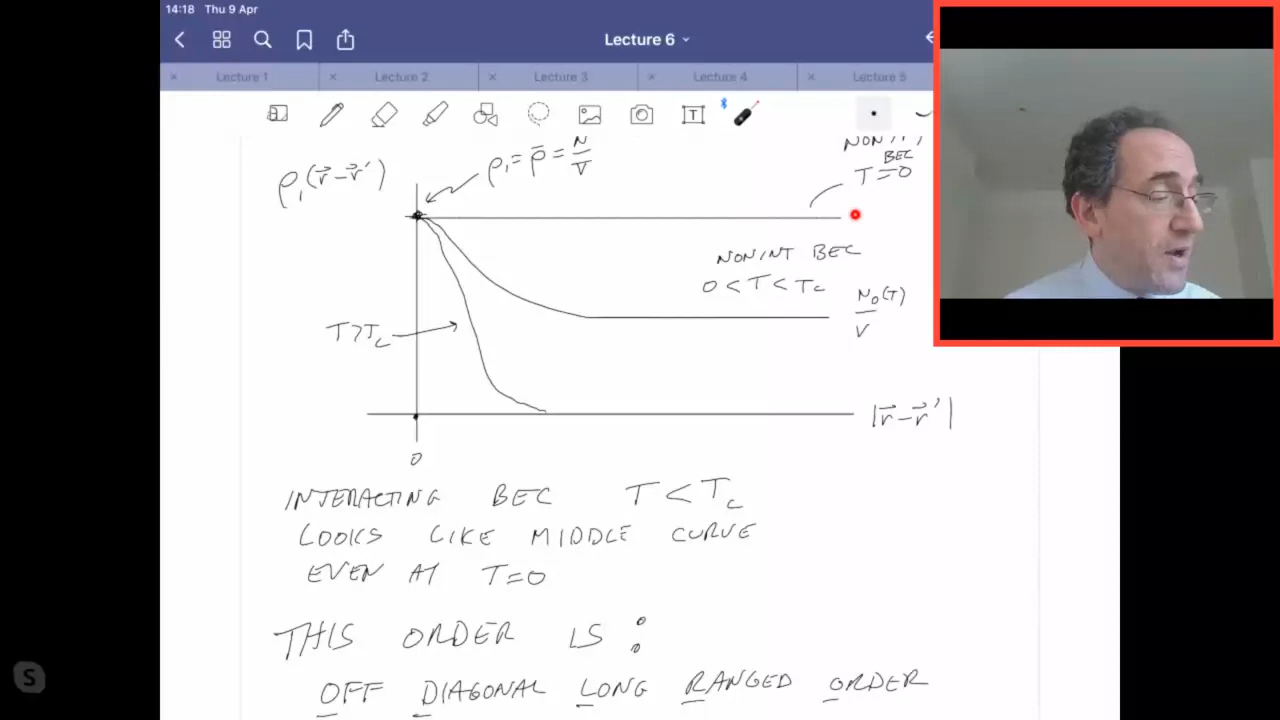 14:18 Thu 9 Apr
Lecture 6
Lecture 1
Lecture 2
Lecture 3
Lecture 4
Lecture 5
T
ρ₁(r⃗-r⃗')
ρ₁ = ρ̄ = N/V
BEC
T=0
NONINT BEC
0 < T < Tc
N₀(T)/V
T>Tc
|r⃗-r⃗'|
0
INTERACTING BEC T < Tc
LOOKS LIKE MIDDLE CURVE
EVEN AT T=0
THIS ORDER IS :
OFF DIAGONAL LONG RANGED ORDER
S